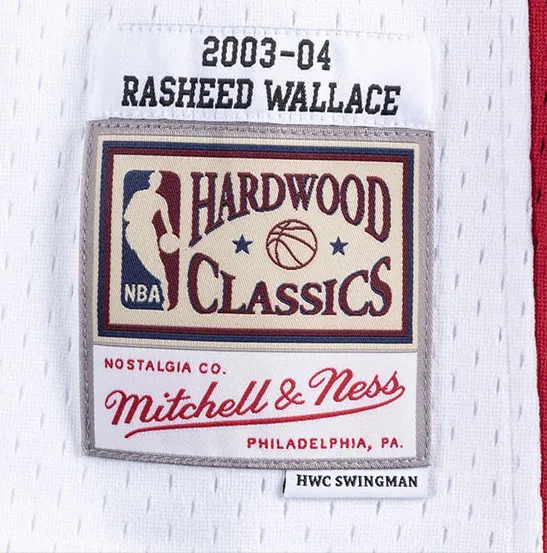 2003-04
RASHEED WALLACE
HARDWOOD
NBA
CLASSICS
NOSTALGIA CO.
Mitchell & Ness
PHILADELPHIA, PA.
HWC SWINGMAN